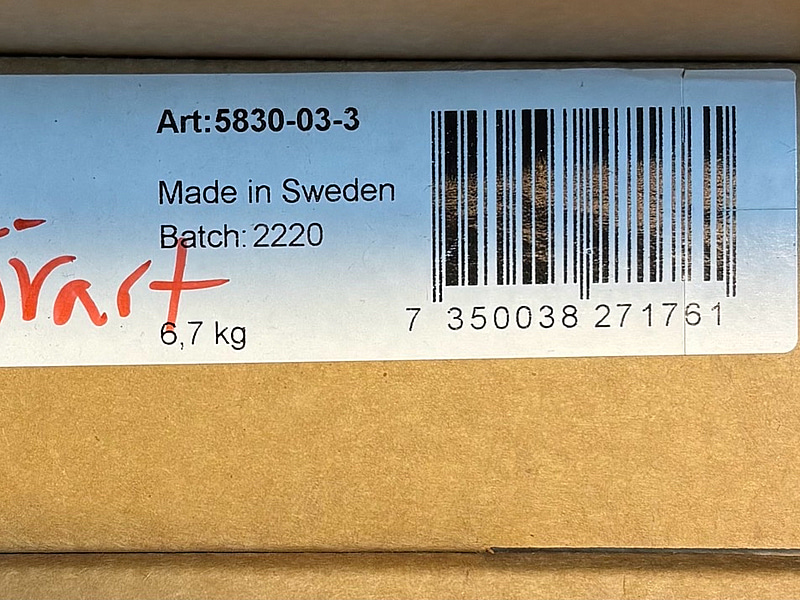 Art:5830-03-3
Made in Sweden
Batch: 2220
6,7 kg
7 350038 271761